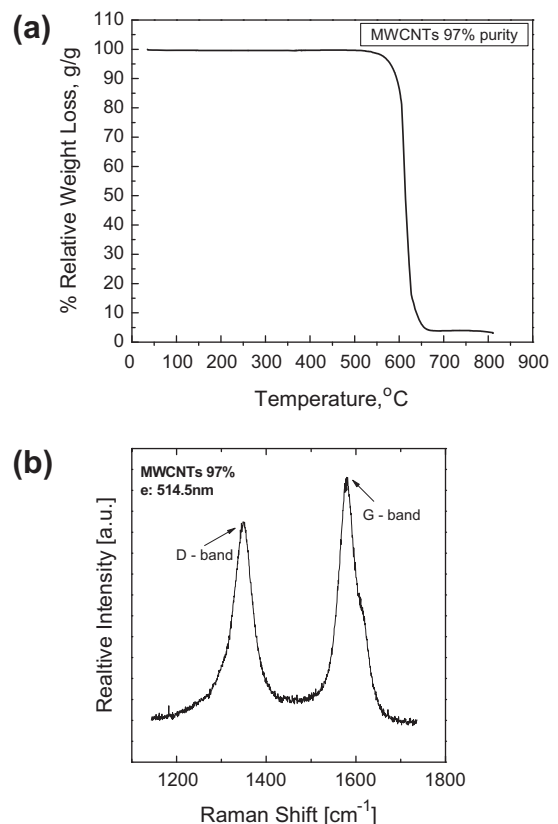 (a)
110
100
90
80
70
60
50
40
30
20
10
0
% Relative Weight Loss, g/g
MWCNTs 97% purity
0 100 200 300 400 500 600 700 800 900
Temperature,°C
(b)
MWCNTs 97%
e: 514.5nm
G - band
D - band
Realtive Intensity [a.u.]
1200 1400 1600 1800
Raman Shift [cm⁻¹]